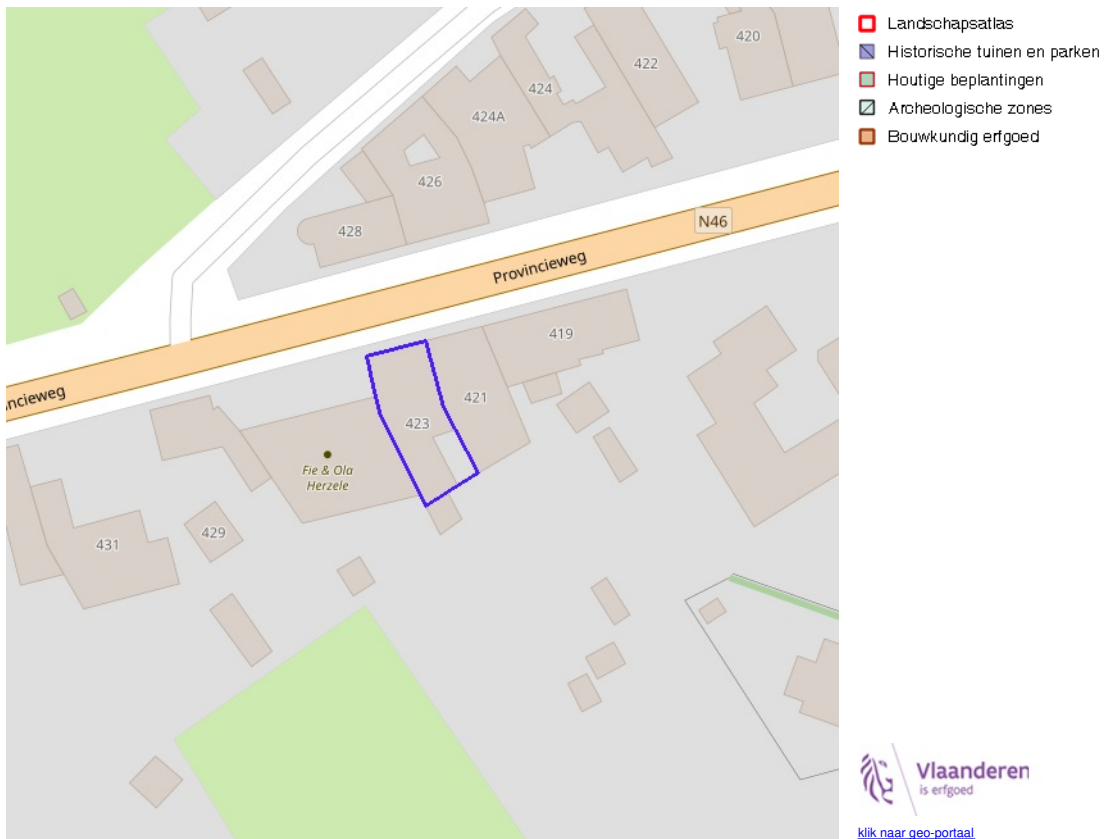 420
422
424
424A
426
428
N46
Provincieweg
419
ncieweg
421
423
Fie & Ola
Herzele
429
431
Landschapsatlas
Historische tuinen en parken
Houtige beplantingen
Archeologische zones
Bouwkundig erfgoed
Vlaanderen
is erfgoed
klik naar geo-portaal